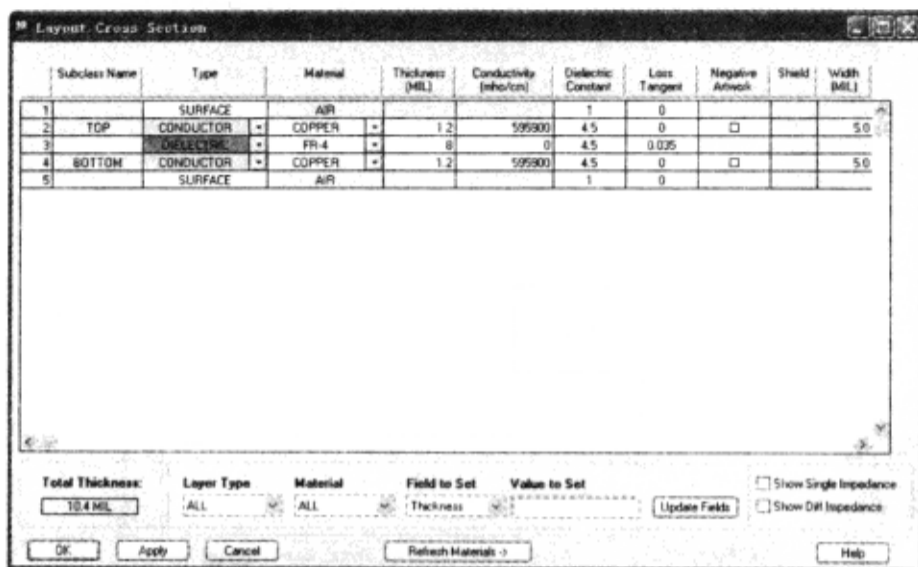 Layout Cross Section
Subclass Name Type Material Thickness (MIL) Conductivity (mho/cm) Dielectric Constant Loss Tangent Negative Artwork Shield Width (MIL)
1 SURFACE AIR 1 0
2 TOP CONDUCTOR COPPER 1.2 595900 4.5 0 5.0
3 DIELECTRIC FR-4 8 0 4.5 0.035
4 BOTTOM CONDUCTOR COPPER 1.2 595900 4.5 0 5.0
5 SURFACE AIR 1 0
Total Thickness: Layer Type Material Field to Set Value to Set Show Single Impedance
10.4 MIL ALL ALL Thickness Update Fields Show Diff Impedance
OK Apply Cancel Refresh Materials -> Help